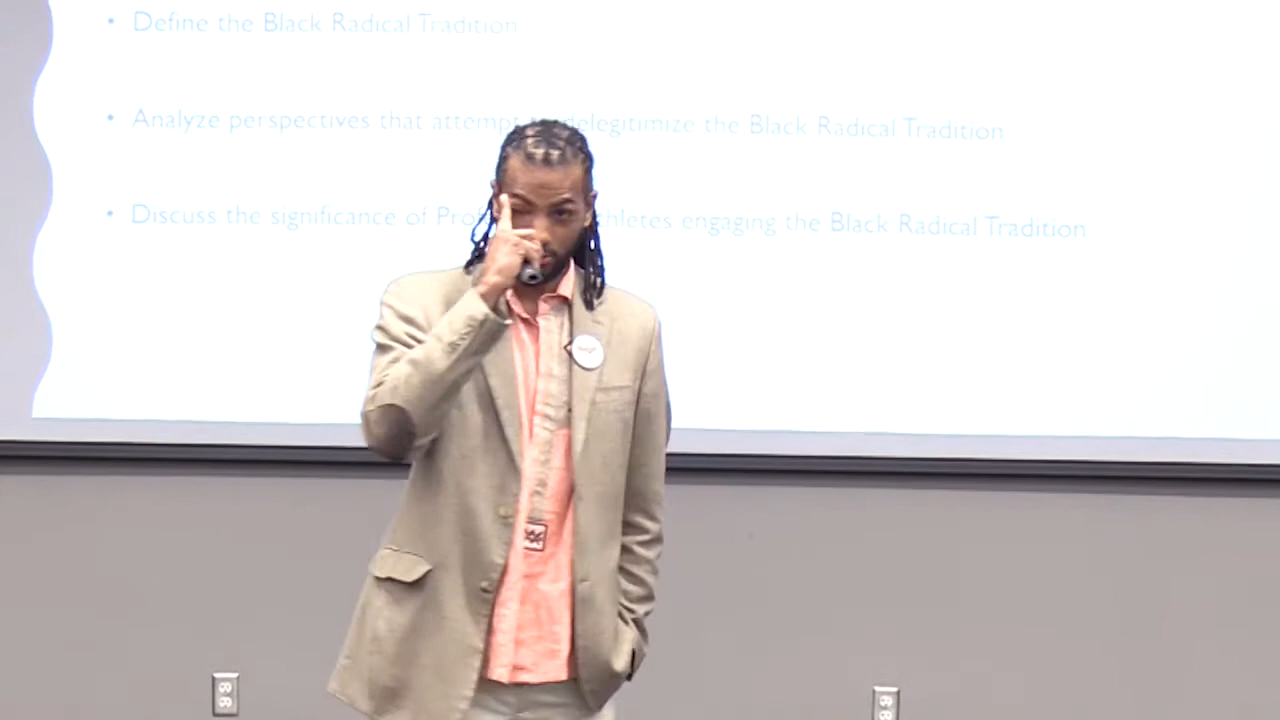 • Define the Black Radical Tradition
• Analyze perspectives that attempt delegitimize the Black Radical Tradition
• Discuss the significance of engaging the Black Radical Tradition